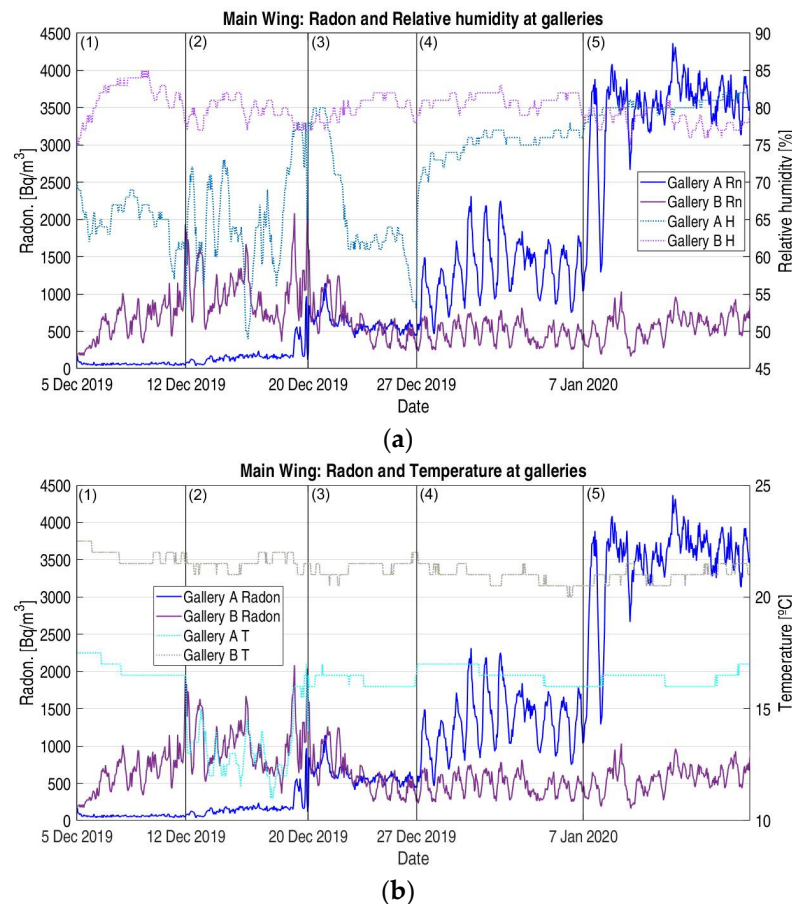 Main Wing: Radon and Relative humidity at galleries
(1) (2) (3) (4) (5)
4500
4000
3500
3000
2500
2000
1500
1000
500
0
Radon. [Bq/m³]
90
85
80
75
70
65
60
55
50
45
Relative humidity [%]
Gallery A Rn
Gallery B Rn
Gallery A H
Gallery B H
5 Dec 2019 12 Dec 2019 20 Dec 2019 27 Dec 2019 7 Jan 2020
Date
(a)
Main Wing: Radon and Temperature at galleries
(1) (2) (3) (4) (5)
4500
4000
3500
3000
2500
2000
1500
1000
500
0
Radon. [Bq/m³]
25
20
15
10
Temperature [ºC]
Gallery A Radon
Gallery B Radon
Gallery A T
Gallery B T
5 Dec 2019 12 Dec 2019 20 Dec 2019 27 Dec 2019 7 Jan 2020
Date
(b)